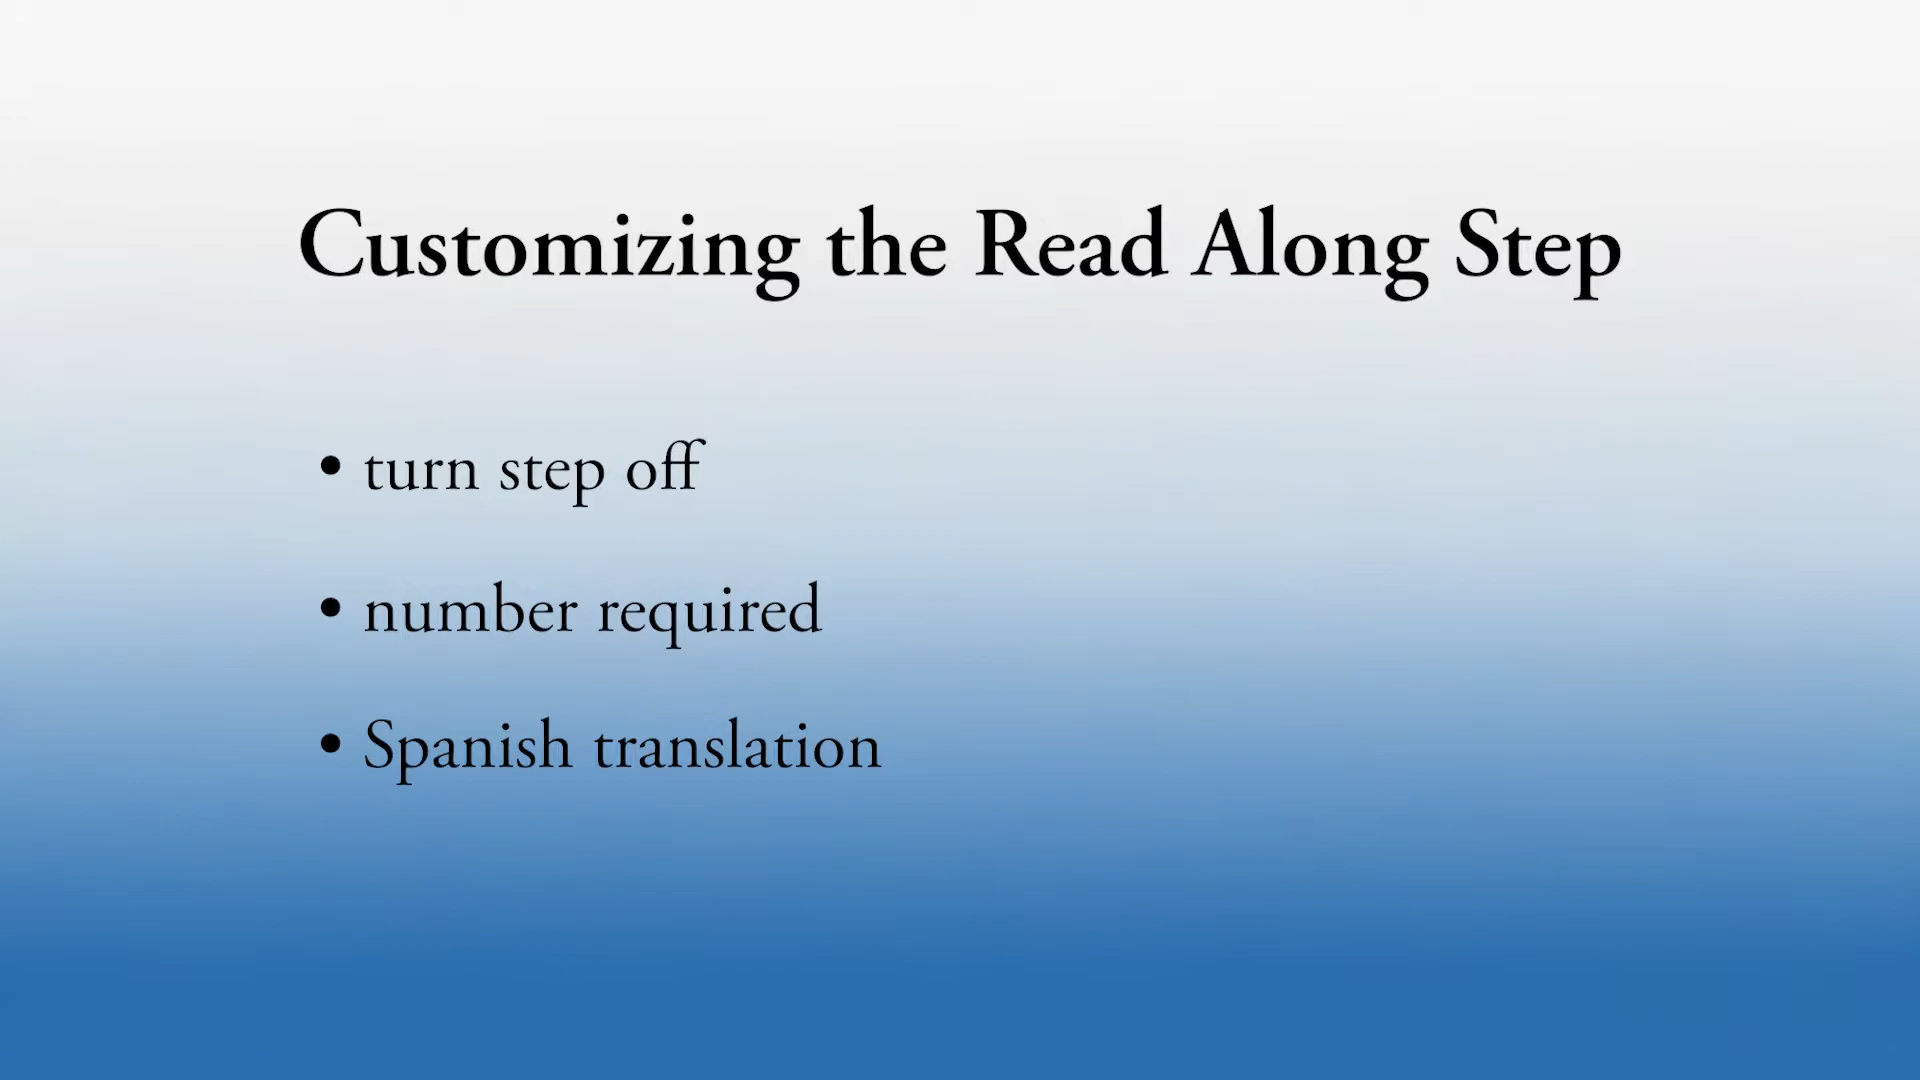 Customizing the Read Along Step
• turn step off
• number required
• Spanish translation